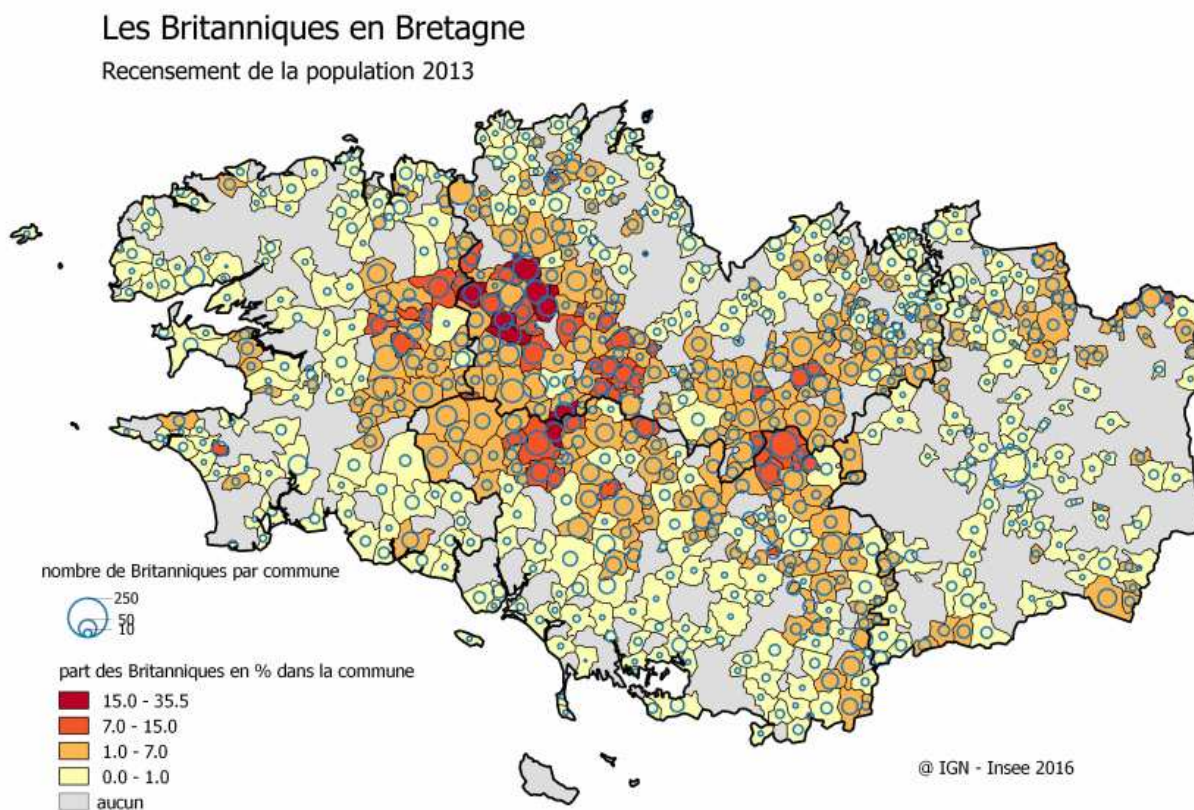 Les Britanniques en Bretagne
Recensement de la population 2013
nombre de Britanniques par commune
250
50
10
part des Britanniques en % dans la commune
15.0 - 35.5
7.0 - 15.0
1.0 - 7.0
0.0 - 1.0
aucun
@ IGN - Insee 2016